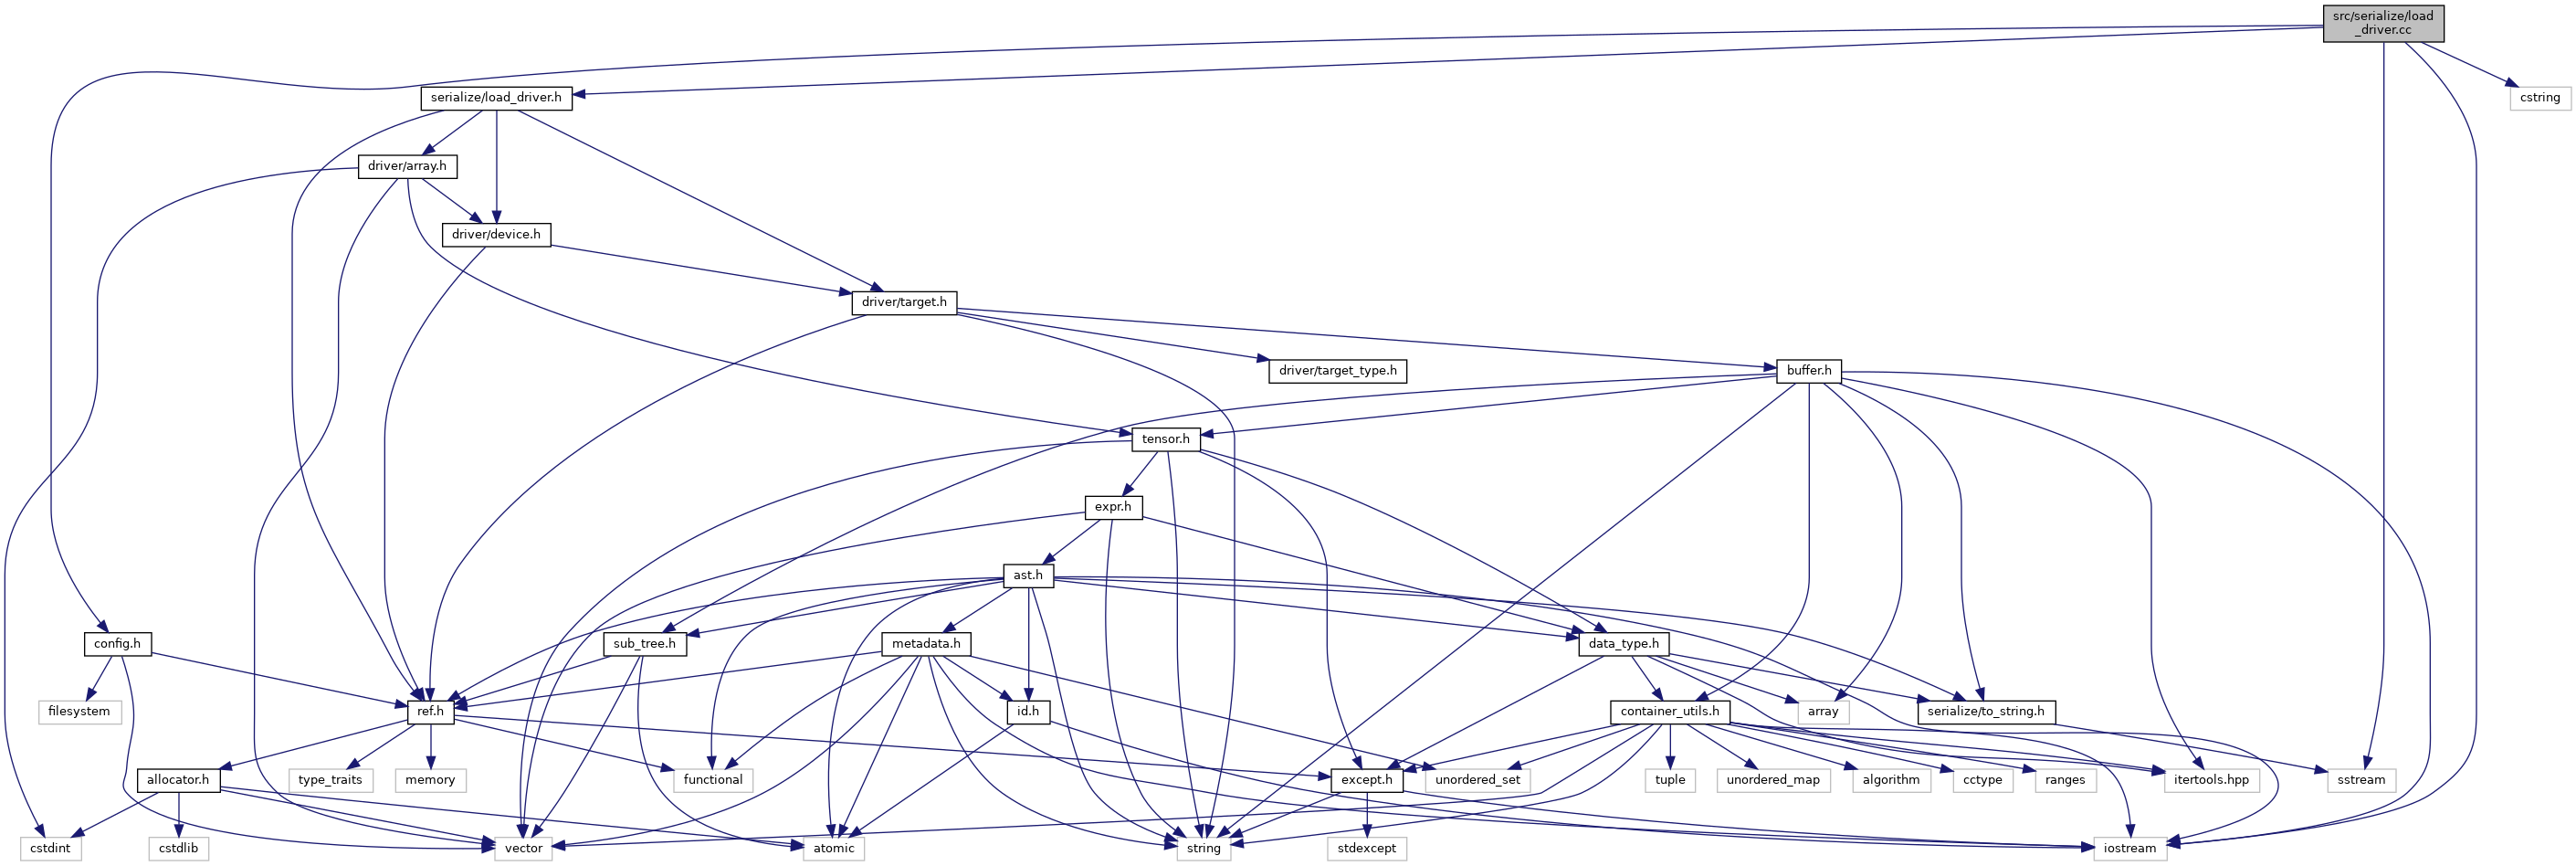 src/serialize/load
_driver.cc
serialize/load_driver.h
cstring
driver/array.h
driver/device.h
driver/target.h
driver/target_type.h
buffer.h
tensor.h
expr.h
ast.h
config.h
sub_tree.h
metadata.h
data_type.h
filesystem
ref.h
id.h
container_utils.h
array
serialize/to_string.h
allocator.h
type_traits
memory
functional
except.h
unordered_set
tuple
unordered_map
algorithm
cctype
ranges
itertools.hpp
sstream
cstdint
cstdlib
vector
atomic
string
stdexcept
iostream